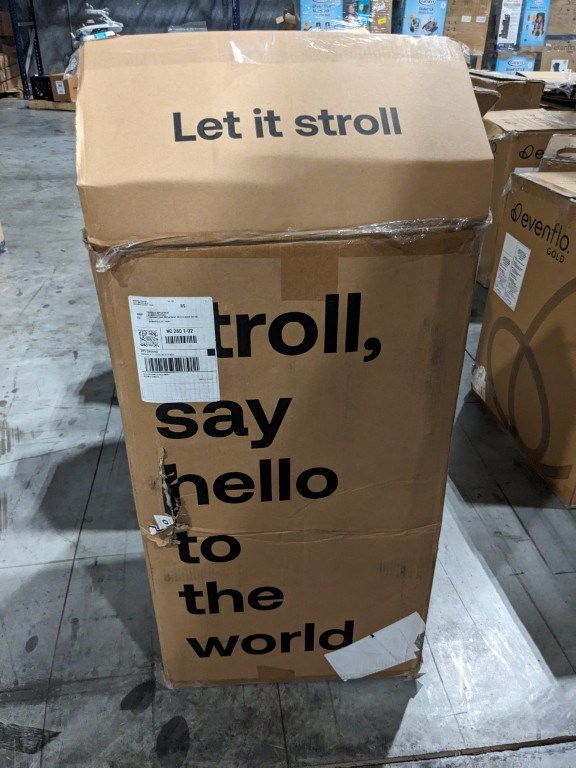 Let it stroll
troll,
say
hello
to
the
world
evenflo
GOLD